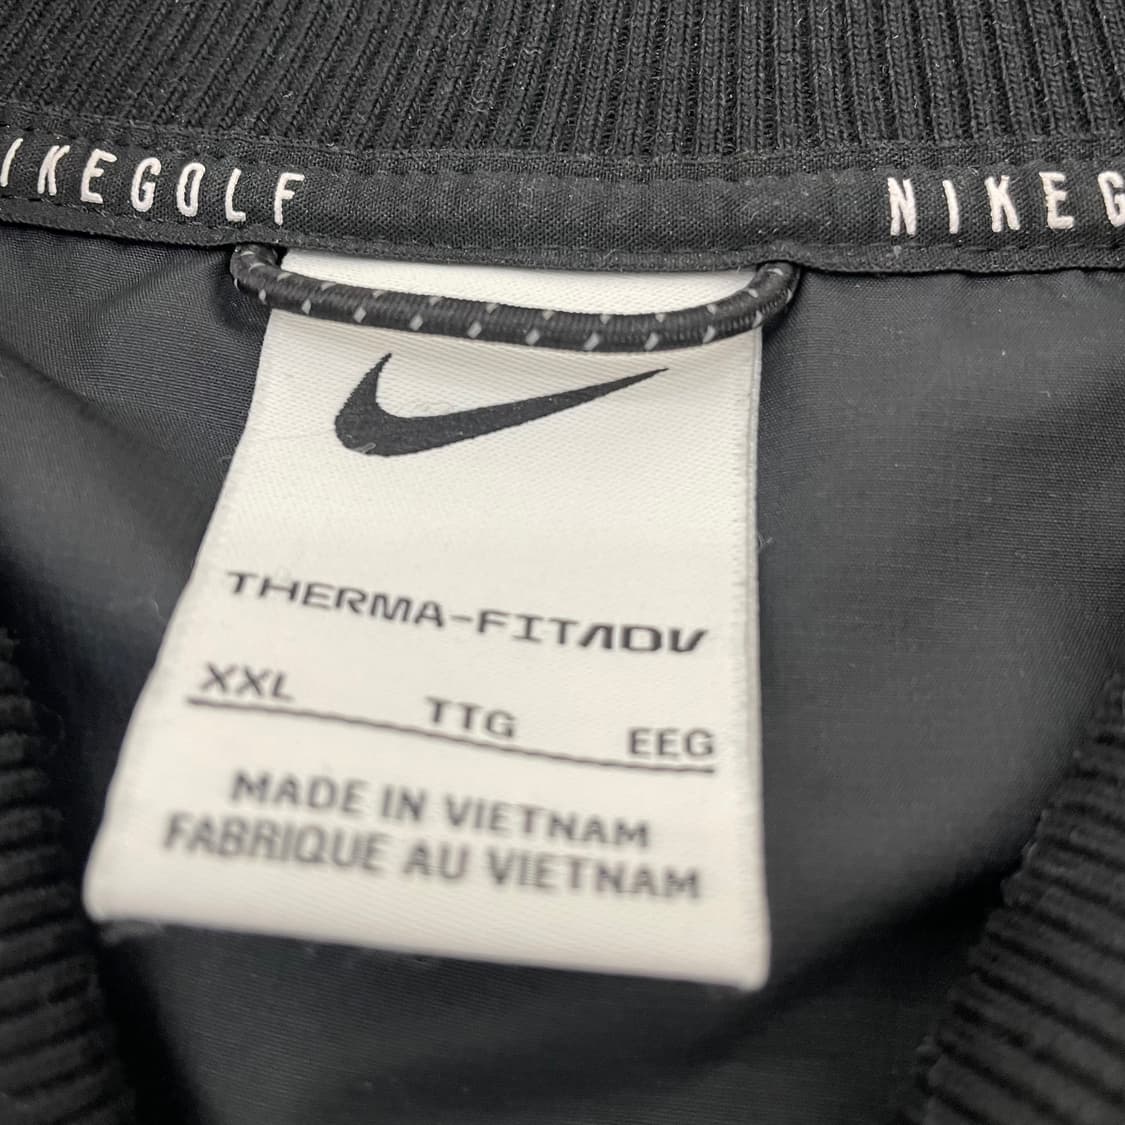 IKEGOLF NIKEG
THERMA-FITADV
XXL TTG EEG
MADE IN VIETNAM
FABRIQUE AU VIETNAM